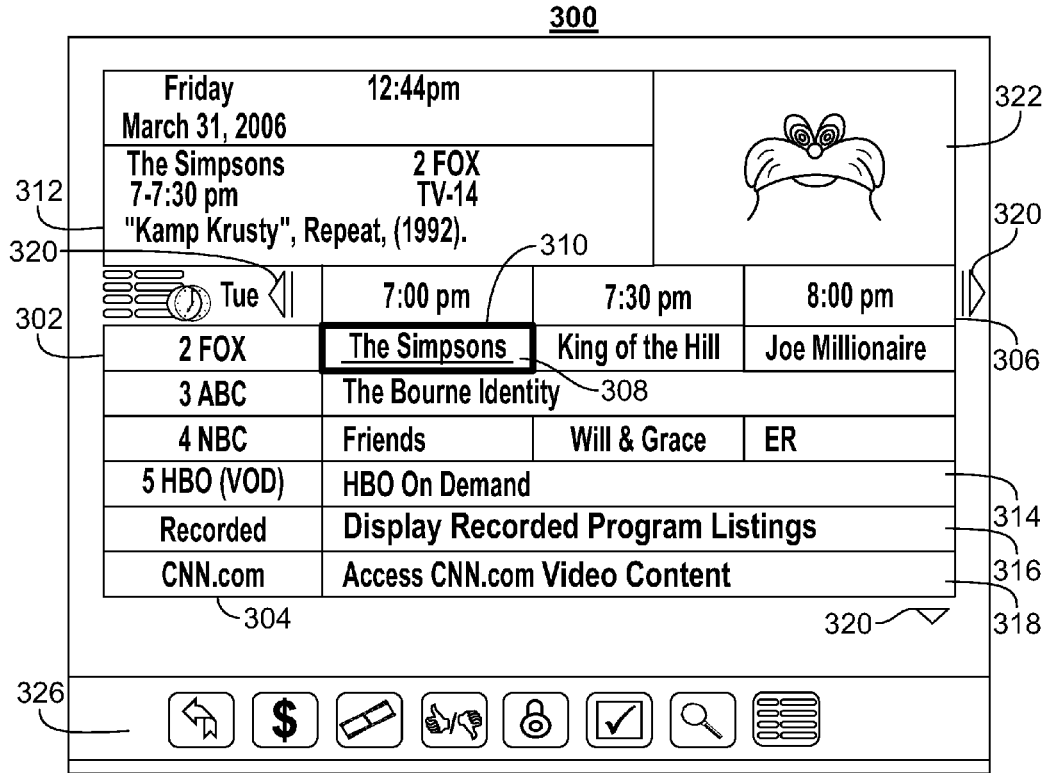 300
Friday 12:44pm
March 31, 2006
The Simpsons 2 FOX
7-7:30 pm TV-14
"Kamp Krusty", Repeat, (1992).
322
312
320
310
320
Tue 7:00 pm 7:30 pm 8:00 pm
302
306
2 FOX The Simpsons King of the Hill Joe Millionaire
308
3 ABC The Bourne Identity
4 NBC Friends Will & Grace ER
5 HBO (VOD) HBO On Demand
314
Recorded Display Recorded Program Listings
316
CNN.com Access CNN.com Video Content
318
304
320
326
$